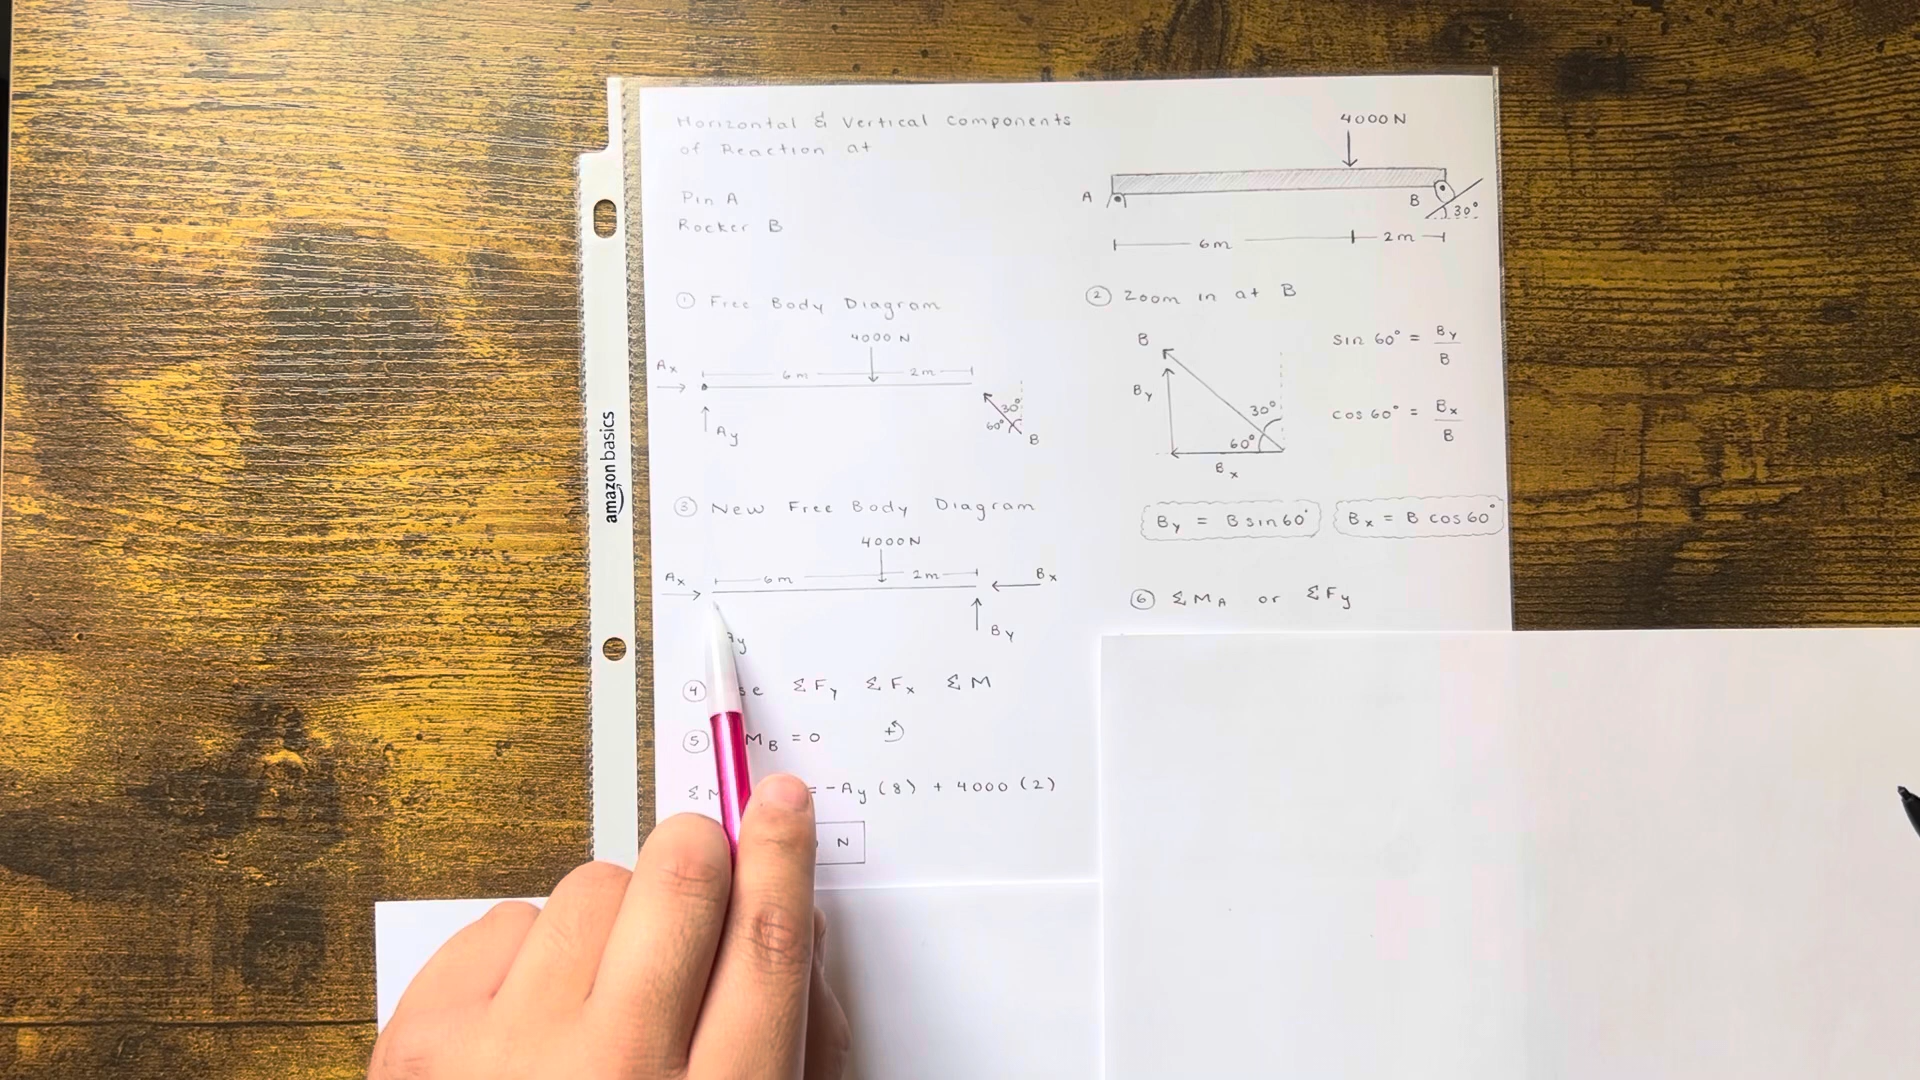 Horizontal & Vertical Components
of Reaction at
Pin A
Rocker B
4000 N
A
B
30°
6m
2m
① Free Body Diagram
4000 N
Ax
6m
2m
Ay
30°
60°
B
② Zoom in at B
B
By
30°
60°
Bx
sin 60° = By / B
cos 60° = Bx / B
By = B sin 60°
Bx = B cos 60°
③ New Free Body Diagram
4000 N
Ax
6m
2m
Bx
By
④ ΣFy ΣFx ΣM
⑤ MB = 0 +
Σ = -Ay (8) + 4000 (2)
N
⑥ ΣMA or ΣFy
amazon basics